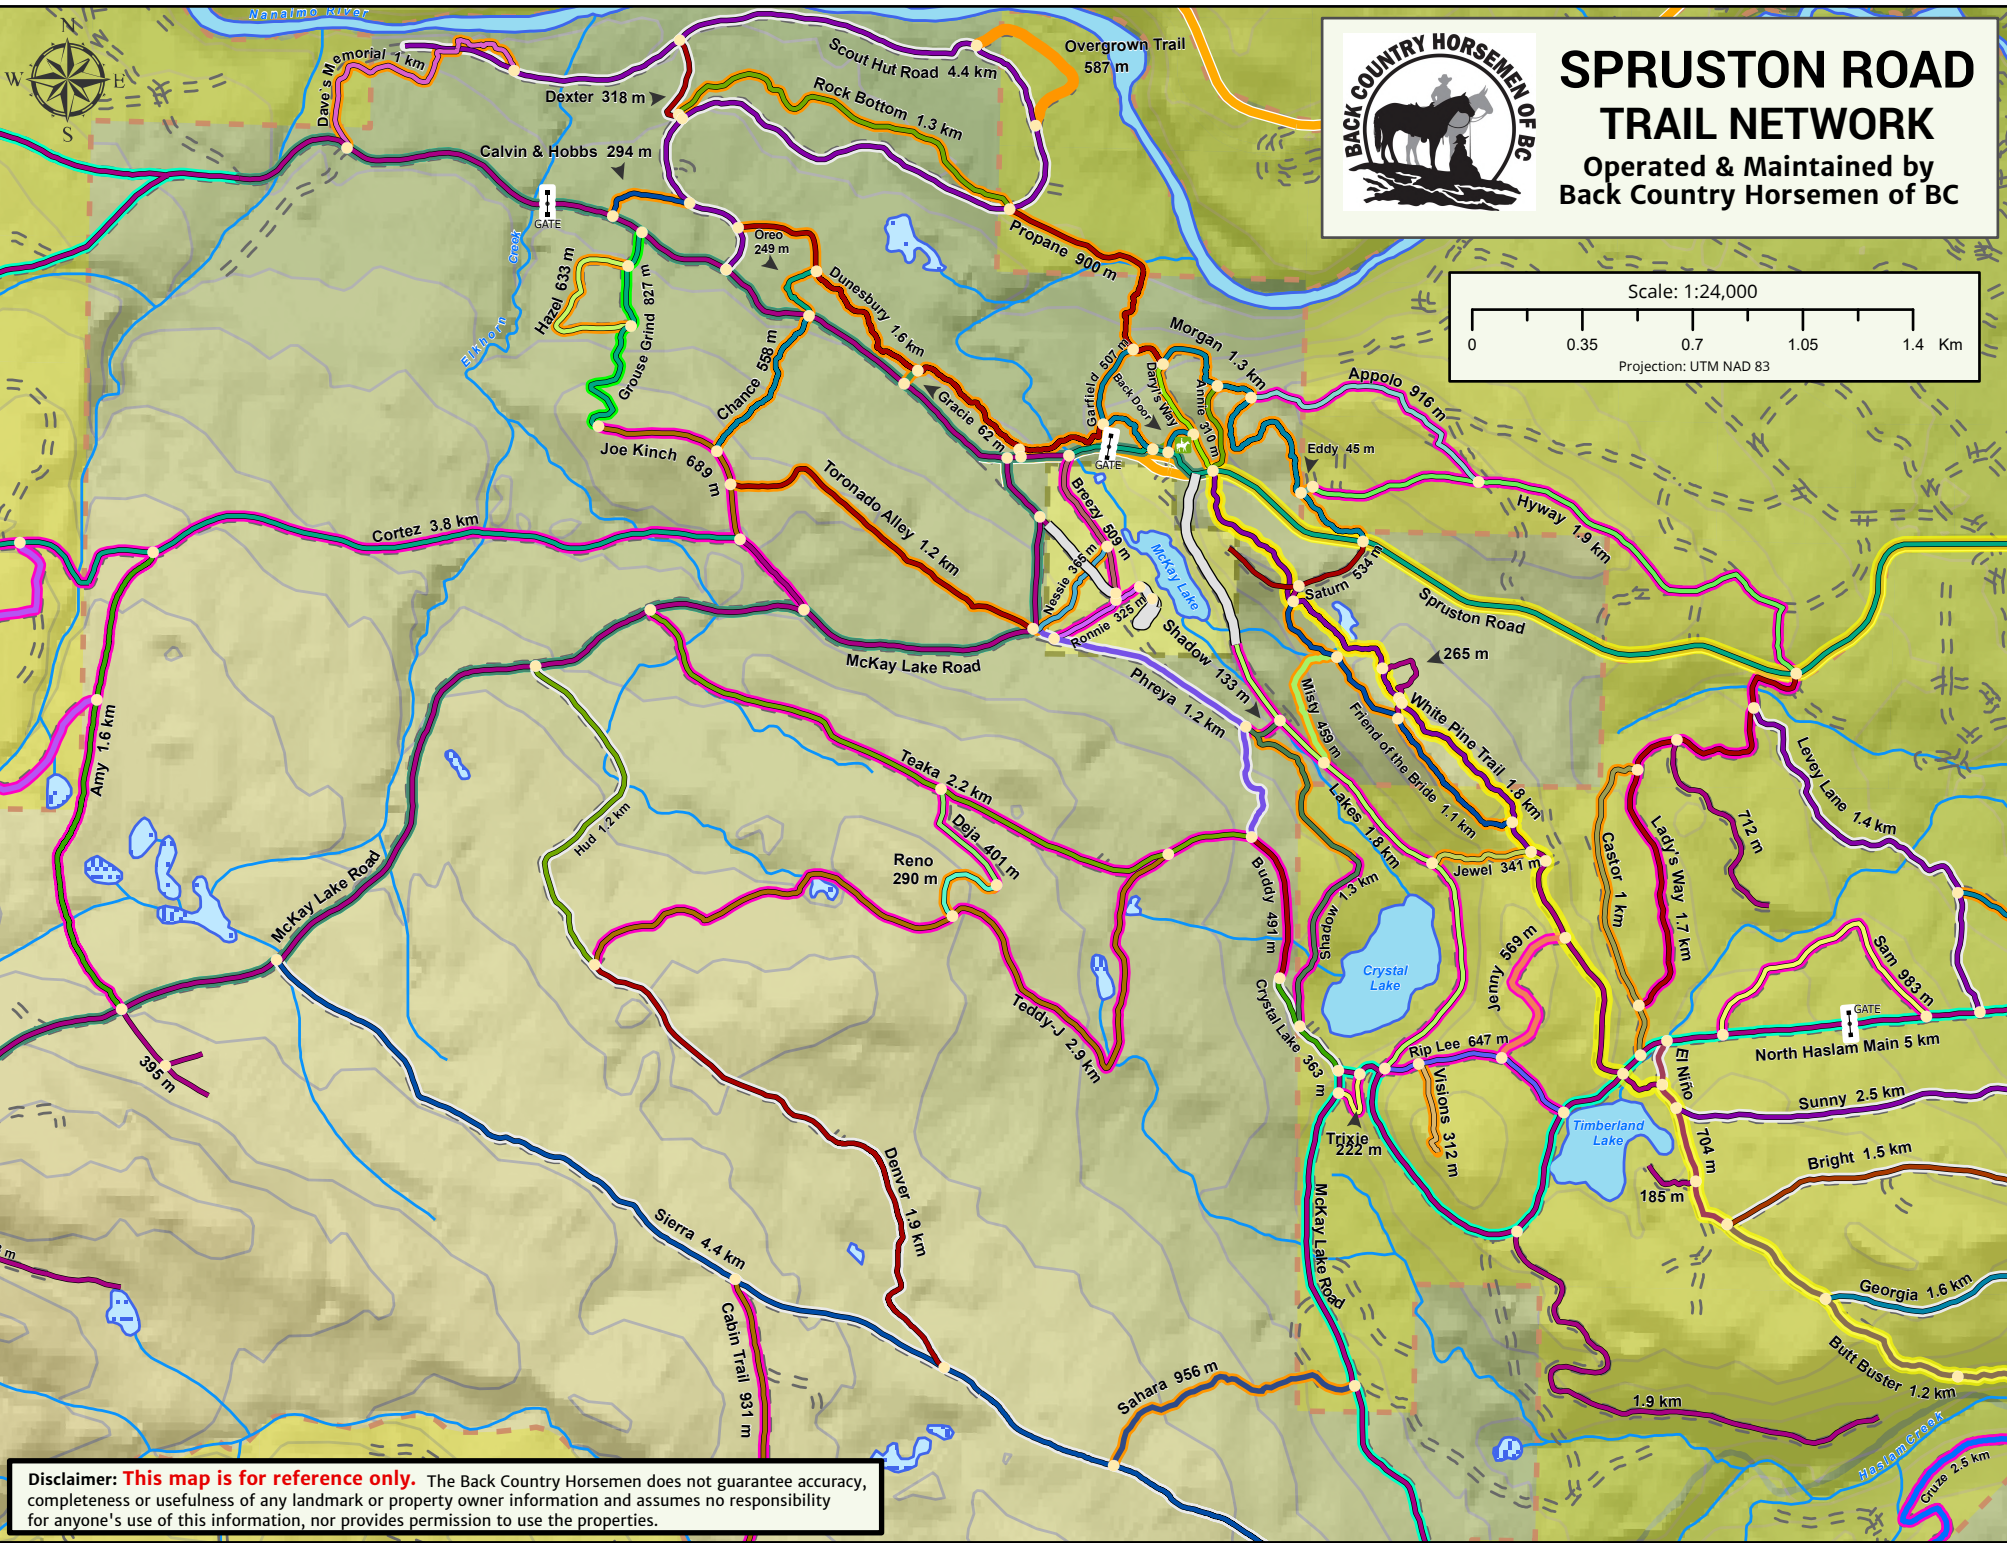 SPRUSTON ROAD
TRAIL NETWORK
Operated & Maintained by
Back Country Horsemen of BC
BACK COUNTRY HORSEMEN OF BC
Scale: 1:24,000
0 0.35 0.7 1.05 1.4 Km
Projection: UTM NAD 83
N
W E
S
Nanaimo River
Dave's Memorial 1 km
Scout Hut Road 4.4 km
Overgrown Trail
587 m
Dexter 318 m
Rock Bottom 1.3 km
Calvin & Hobbs 294 m
GATE
Elkhorn Creek
Oreo
249 m
Propane 900 m
Hazel 633 m
Grouse Grind 827 m
Dunesbury 1.6 km
Chance 558 m
Gracie 62 m
Garfield 507 m
Back Door
Daryl's Way
Annie 310 m
Morgan 1.3 km
Appolo 916 m
Eddy 45 m
Hyway 1.9 km
GATE
Joe Kinch 689 m
Toronado Alley 1.2 km
Cortez 3.8 km
Breezy 509 m
Nessie 365 m
Ronnie 325 m
McKay Lake
Saturn 534 m
Spruston Road
McKay Lake Road
Shadow 133 m
Phreya 1.2 km
265 m
Misty 459 m
Friend of the Bride 1.1 km
White Pine Trail 1.8 km
Amy 1.6 km
Teaka 2.2 km
Lakes 1.8 km
Levey Lane 1.4 km
712 m
Hud 1.2 km
Deja 401 m
Reno
290 m
Jewel 341 m
Castor 1 km
Lady's Way 1.7 km
McKay Lake Road
Buddy 491 m
Shadow 1.3 km
Crystal
Lake
Jenny 569 m
Sam 983 m
GATE
Teddy-J 2.9 km
Crystal Lake 363 m
Rip Lee 647 m
North Haslam Main 5 km
El Niño
704 m
395 m
Visions 312 m
Sunny 2.5 km
Trixie
222 m
Timberland
Lake
Bright 1.5 km
185 m
Denver 1.9 km
McKay Lake Road
Sierra 4.4 km
m
Georgia 1.6 km
Cabin Trail 931 m
Butt Buster 1.2 km
Sahara 956 m
1.9 km
Haslam Creek
Cruze 2.5 km
Disclaimer: This map is for reference only. The Back Country Horsemen does not guarantee accuracy,
completeness or usefulness of any landmark or property owner information and assumes no responsibility
for anyone's use of this information, nor provides permission to use the properties.